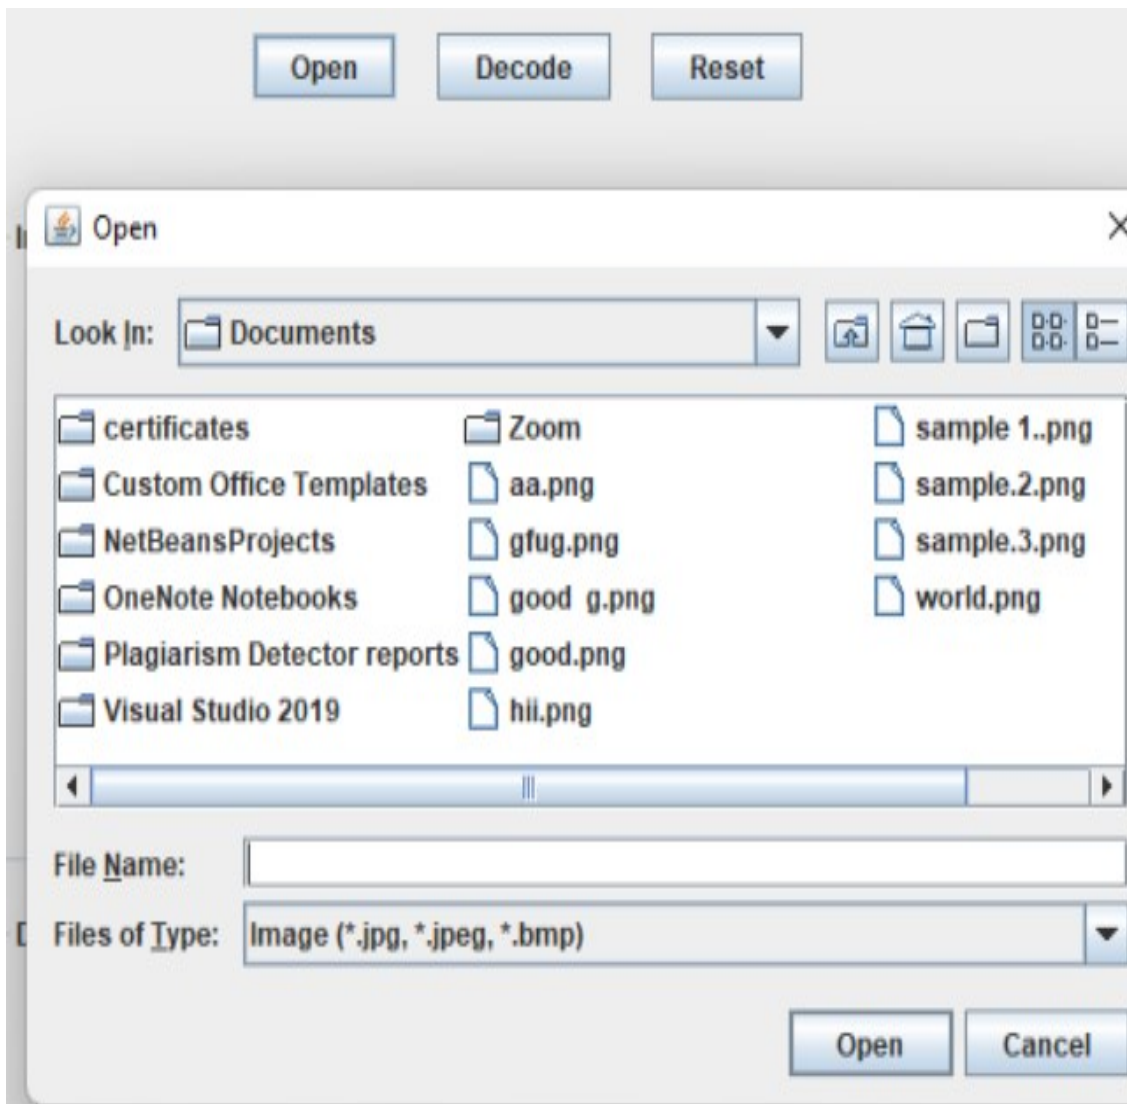 Open Decode Reset
Open
Look In: Documents
certificates
Custom Office Templates
NetBeansProjects
OneNote Notebooks
Plagiarism Detector reports
Visual Studio 2019
Zoom
aa.png
gfug.png
good  g.png
good.png
hii.png
sample 1..png
sample.2.png
sample.3.png
world.png
File Name:
Files of Type: Image (*.jpg, *.jpeg, *.bmp)
Open Cancel